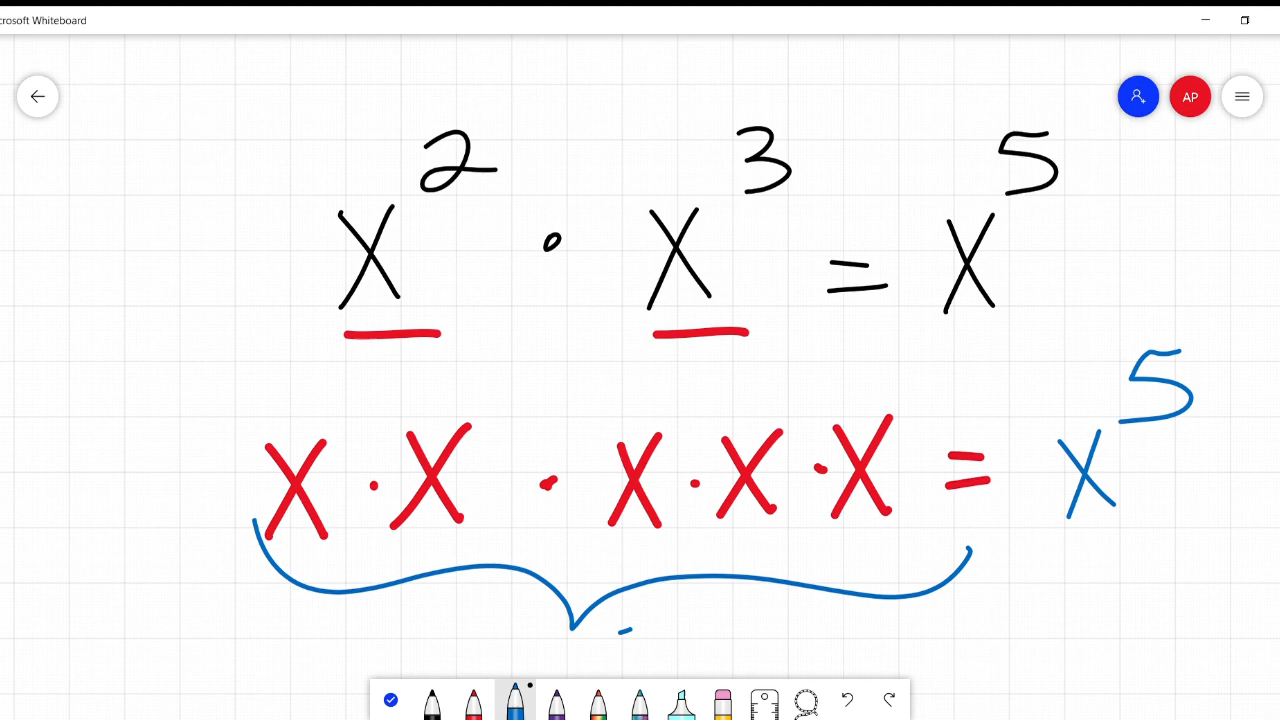 crosoft Whiteboard
AP
x² · x³ = x⁵
x · x · x · x · x = x⁵